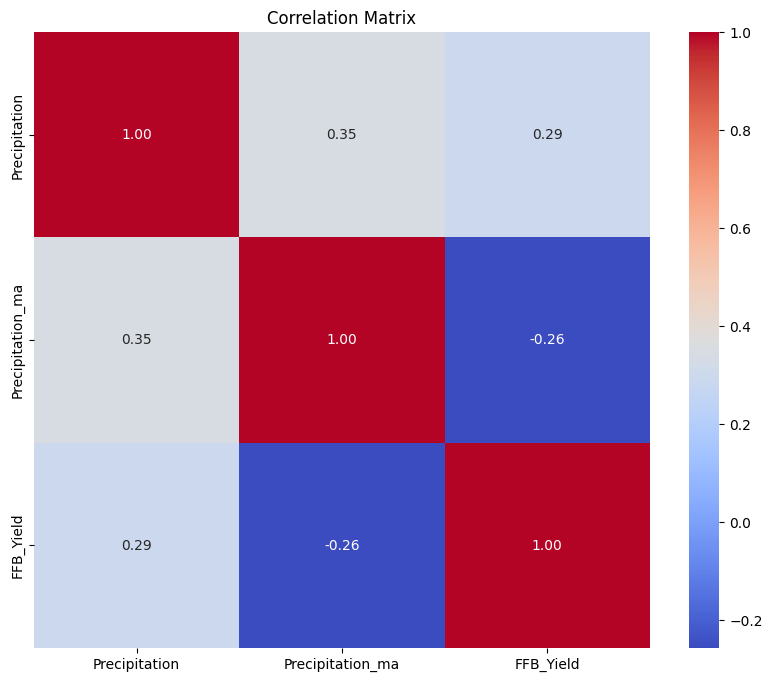 Correlation Matrix
Precipitation
1.00
0.35
0.29
Precipitation_ma
0.35
1.00
-0.26
FFB_Yield
0.29
-0.26
1.00
Precipitation
Precipitation_ma
FFB_Yield
1.0
0.8
0.6
0.4
0.2
0.0
−0.2